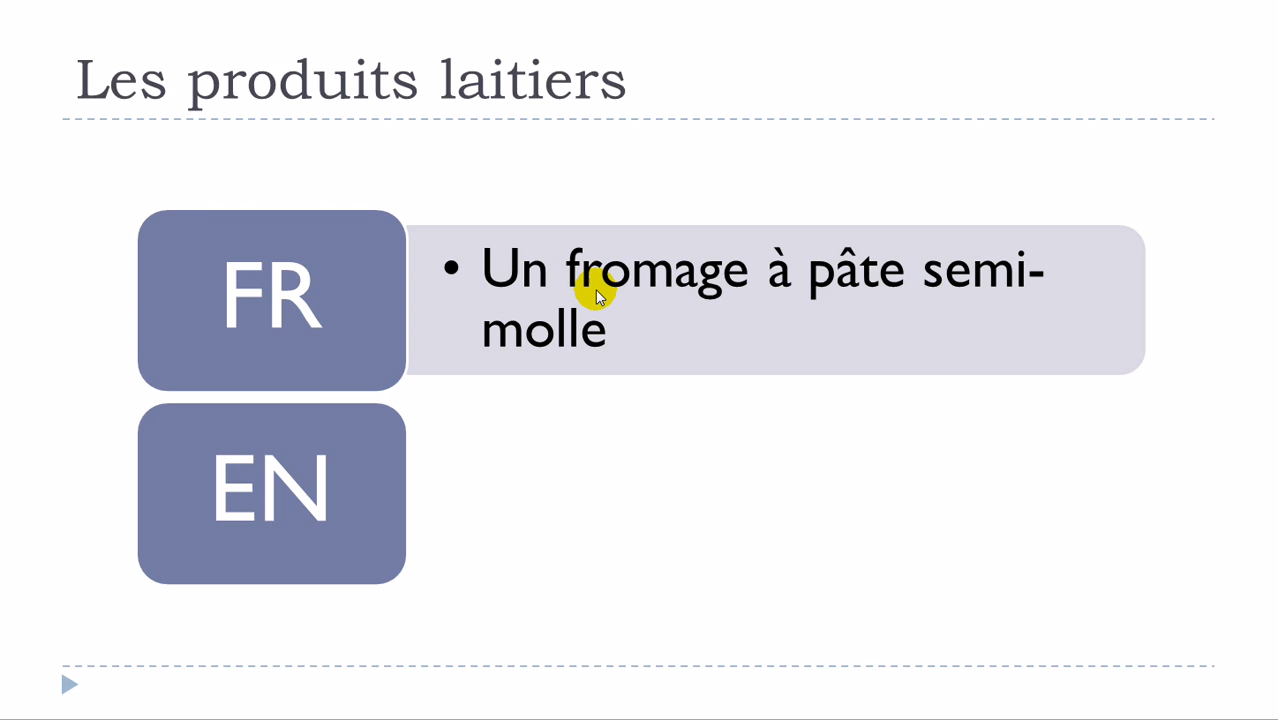 Les produits laitiers
FR
• Un fromage à pâte semi-
molle
EN